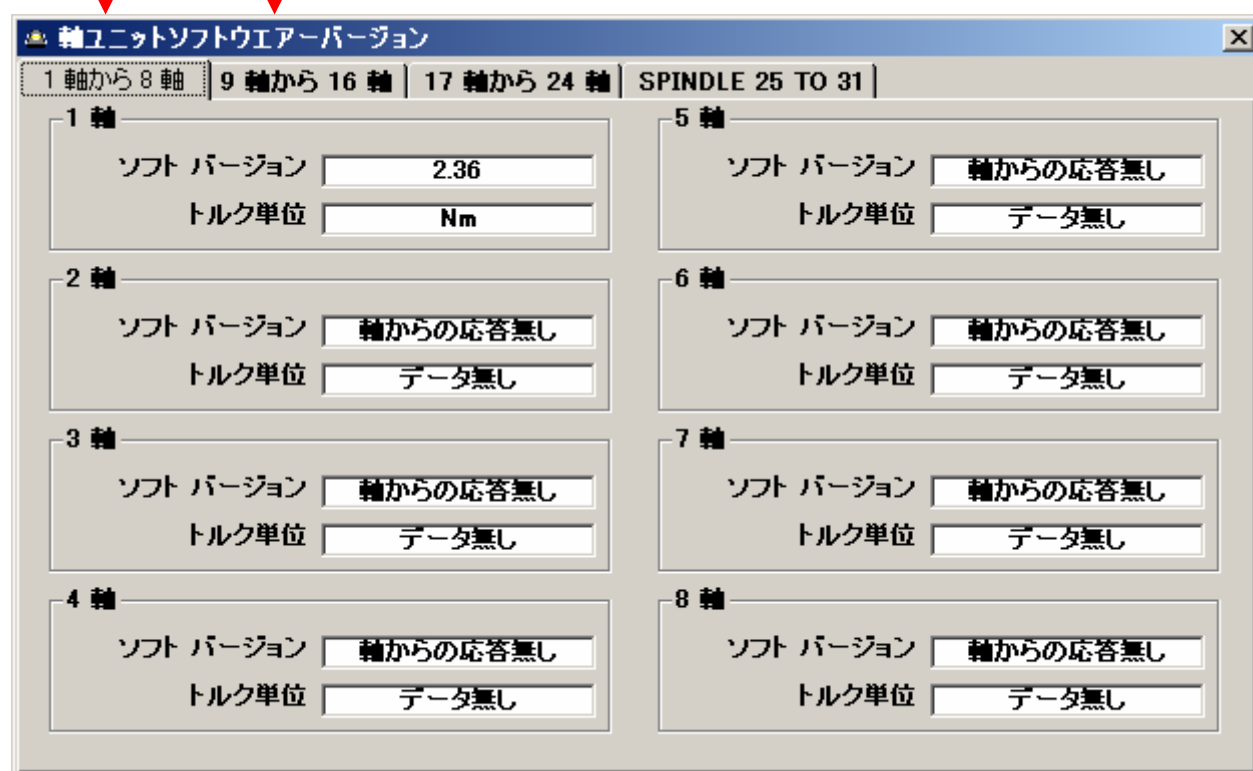 軸ユニットソフトウエアーバージョン
1 軸から 8 軸 9 軸から 16 軸 17 軸から 24 軸 SPINDLE 25 TO 31
1 軸
ソフト バージョン 2.36
トルク単位 Nm
2 軸
ソフト バージョン 軸からの応答無し
トルク単位 データ無し
3 軸
ソフト バージョン 軸からの応答無し
トルク単位 データ無し
4 軸
ソフト バージョン 軸からの応答無し
トルク単位 データ無し
5 軸
ソフト バージョン 軸からの応答無し
トルク単位 データ無し
6 軸
ソフト バージョン 軸からの応答無し
トルク単位 データ無し
7 軸
ソフト バージョン 軸からの応答無し
トルク単位 データ無し
8 軸
ソフト バージョン 軸からの応答無し
トルク単位 データ無し